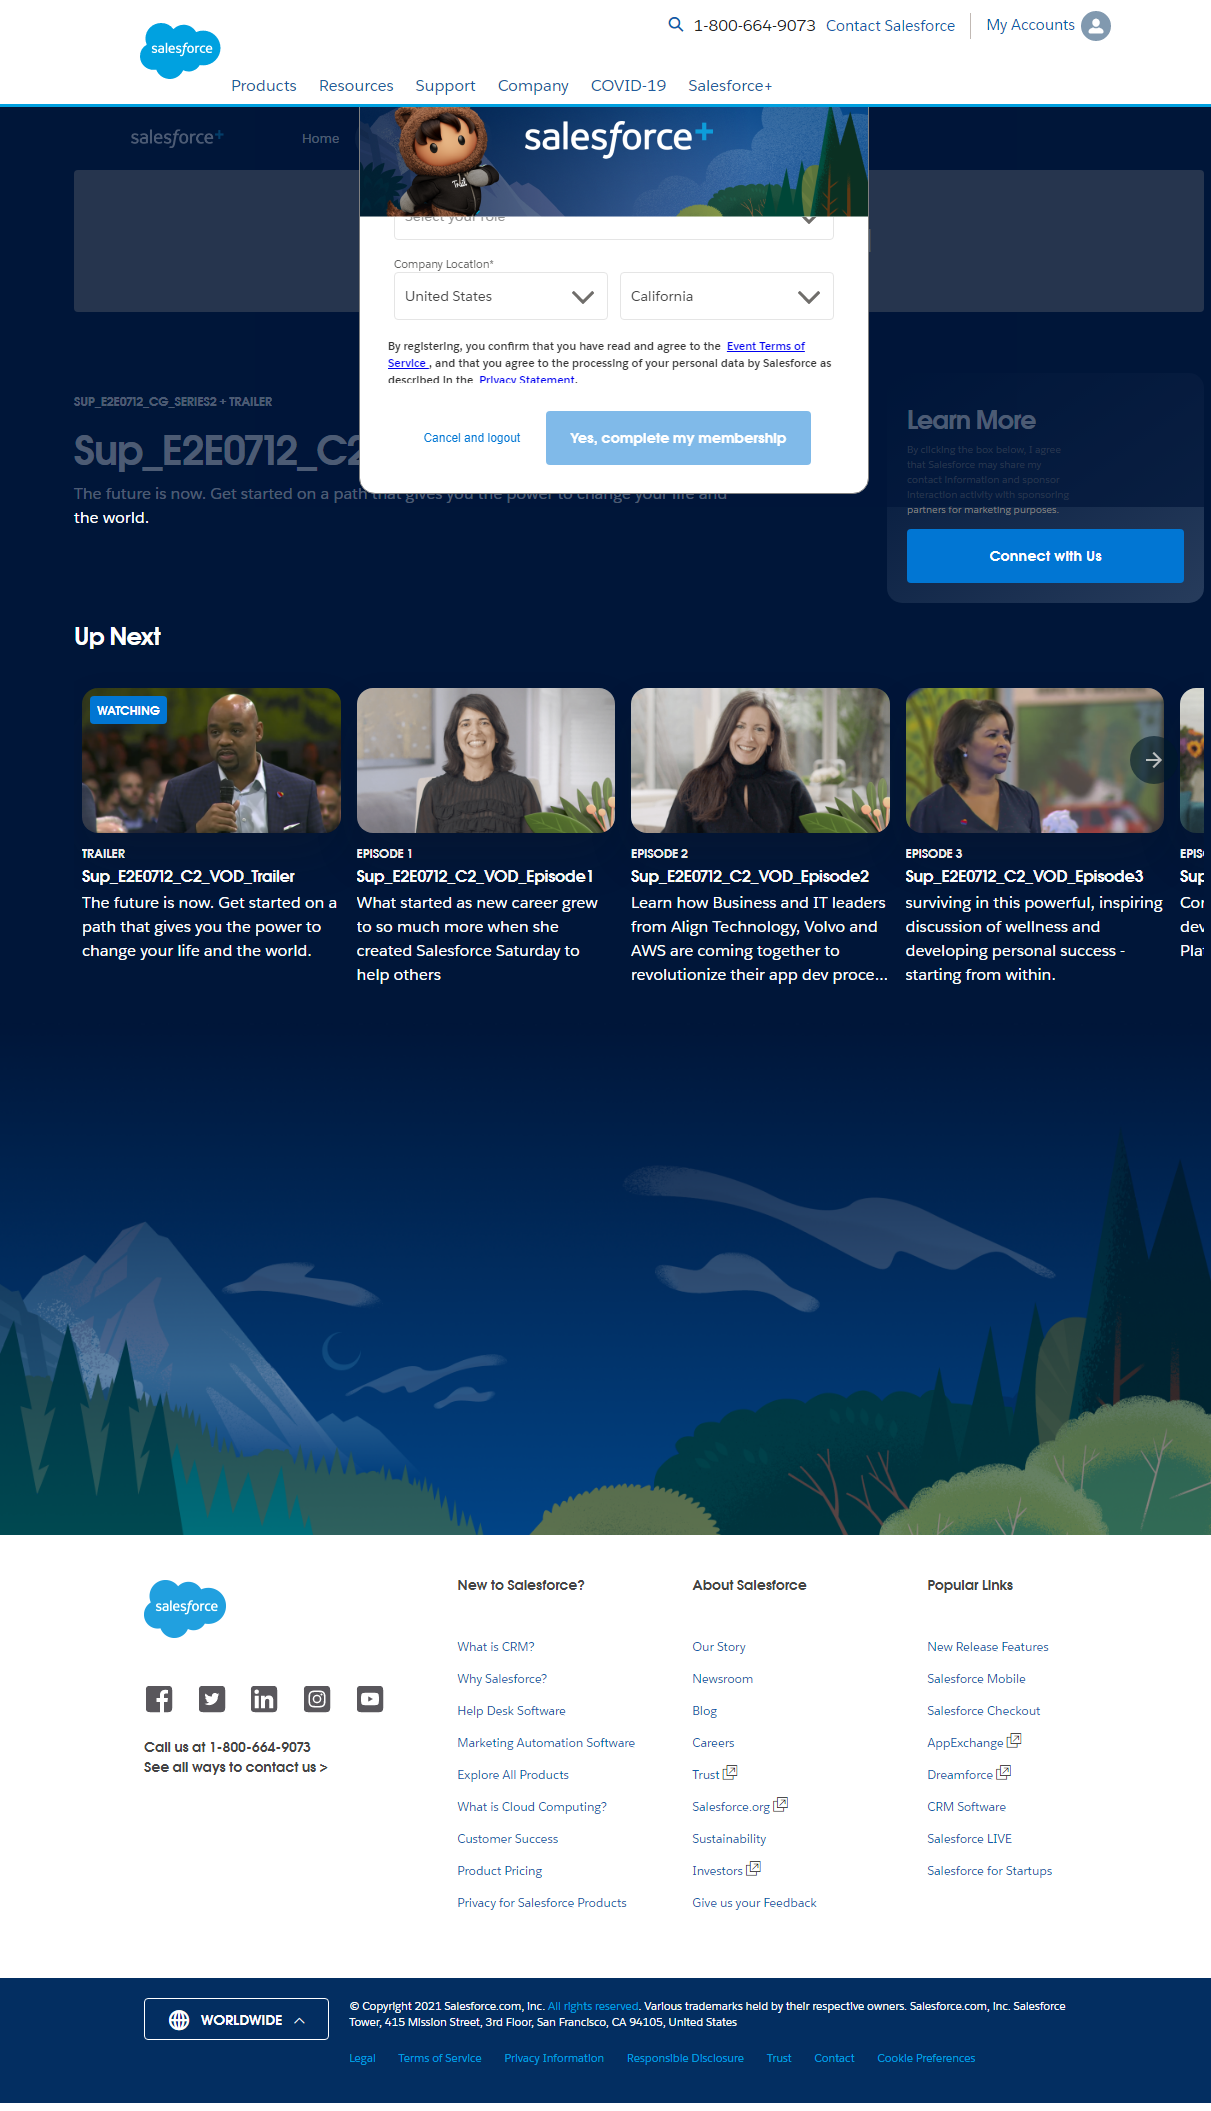 salesforce
1-800-664-9073 Contact Salesforce My Accounts
Products Resources Support Company COVID-19 Salesforce+
salesforce+ Home
Trust
salesforce+
Select your role
Company Location*
United States California
By registering, you confirm that you have read and agree to the Event Terms of
Service , and that you agree to the processing of your personal data by Salesforce as
described in the Privacy Statement.
Cancel and logout Yes, complete my membership
SUP_E2E0712_CG_SERIES2 + TRAILER
Sup_E2E0712_C2
The future is now. Get started on a path that gives you the power to change your life and
the world.
Learn More
By clicking the box below, I agree
that Salesforce may share my
contact information and sponsor
interaction activity with sponsoring
partners for marketing purposes.
Connect with Us
Up Next
WATCHING
TRAILER
Sup_E2E0712_C2_VOD_Trailer
The future is now. Get started on a
path that gives you the power to
change your life and the world.
EPISODE 1
Sup_E2E0712_C2_VOD_Episode1
What started as new career grew
to so much more when she
created Salesforce Saturday to
help others
EPISODE 2
Sup_E2E0712_C2_VOD_Episode2
Learn how Business and IT leaders
from Align Technology, Volvo and
AWS are coming together to
revolutionize their app dev proce...
EPISODE 3
Sup_E2E0712_C2_VOD_Episode3
surviving in this powerful, inspiring
discussion of wellness and
developing personal success -
starting from within.
EPIS
Sup
Cor
dev
Pla
salesforce
Call us at 1-800-664-9073
See all ways to contact us >
New to Salesforce?
What is CRM?
Why Salesforce?
Help Desk Software
Marketing Automation Software
Explore All Products
What is Cloud Computing?
Customer Success
Product Pricing
Privacy for Salesforce Products
About Salesforce
Our Story
Newsroom
Blog
Careers
Trust
Salesforce.org
Sustainability
Investors
Give us your Feedback
Popular Links
New Release Features
Salesforce Mobile
Salesforce Checkout
AppExchange
Dreamforce
CRM Software
Salesforce LIVE
Salesforce for Startups
WORLDWIDE
© Copyright 2021 Salesforce.com, inc. All rights reserved. Various trademarks held by their respective owners. Salesforce.com, inc. Salesforce
Tower, 415 Mission Street, 3rd Floor, San Francisco, CA 94105, United States
Legal Terms of Service Privacy Information Responsible Disclosure Trust Contact Cookie Preferences